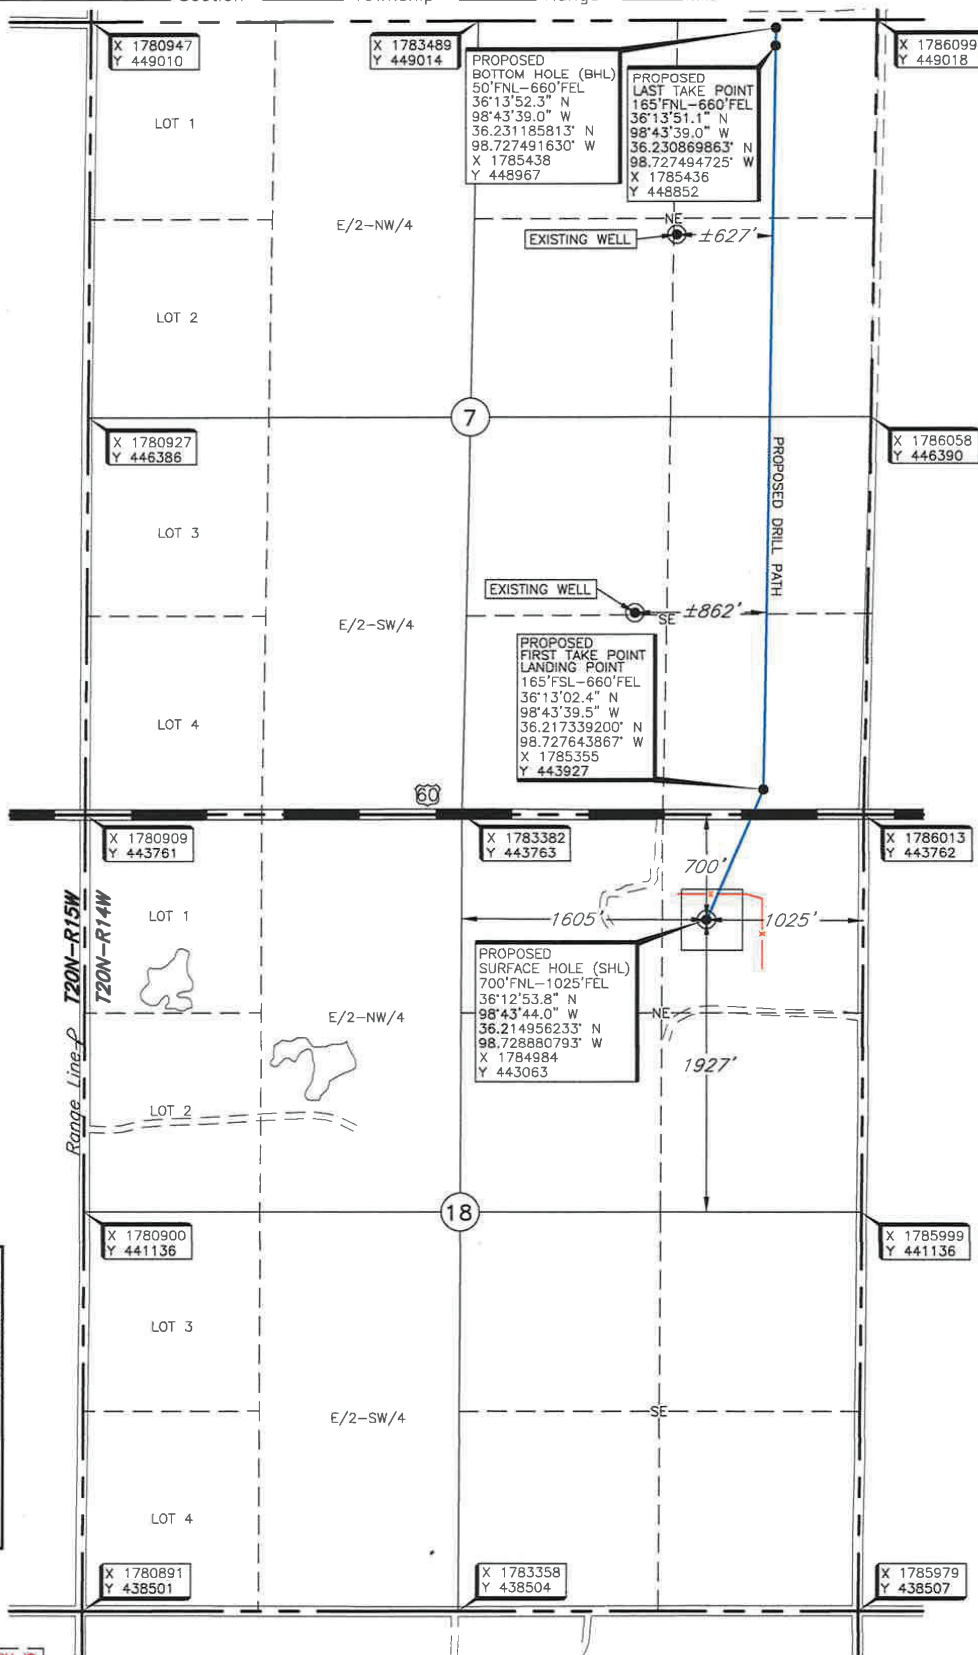 X 1780947
Y 449010
X 1783489
Y 449014
X 1786099
Y 449018
PROPOSED
BOTTOM HOLE (BHL)
50'FNL-660'FEL
36°13'52.3" N
98°43'39.0" W
36.231185813° N
98.727491630° W
X 1785438
Y 448967
PROPOSED
LAST TAKE POINT
165'FNL-660'FEL
36°13'51.1" N
98°43'39.0" W
36.230869863° N
98.727494725° W
X 1785436
Y 448852
LOT 1
E/2-NW/4
NE
EXISTING WELL
±627'
LOT 2
7
X 1780927
Y 446386
X 1786058
Y 446390
PROPOSED DRILL PATH
LOT 3
EXISTING WELL
±862'
SE
E/2-SW/4
PROPOSED
FIRST TAKE POINT
LANDING POINT
165'FSL-660'FEL
36°13'02.4" N
98°43'39.5" W
36.217339200° N
98.727643867° W
X 1785355
Y 443927
LOT 4
60
X 1780909
Y 443761
X 1783382
Y 443763
X 1786013
Y 443762
700'
T20N-R15W
T20N-R14W
LOT 1
1605'
1025'
PROPOSED
SURFACE HOLE (SHL)
700'FNL-1025'FEL
36°12'53.8" N
98°43'44.0" W
36.214956233° N
98.728880793° W
X 1784984
Y 443063
E/2-NW/4
NE
Range Line
1927'
LOT 2
18
X 1780900
Y 441136
X 1785999
Y 441136
LOT 3
E/2-SW/4
SE
LOT 4
X 1780891
Y 438501
X 1783358
Y 438504
X 1785979
Y 438507